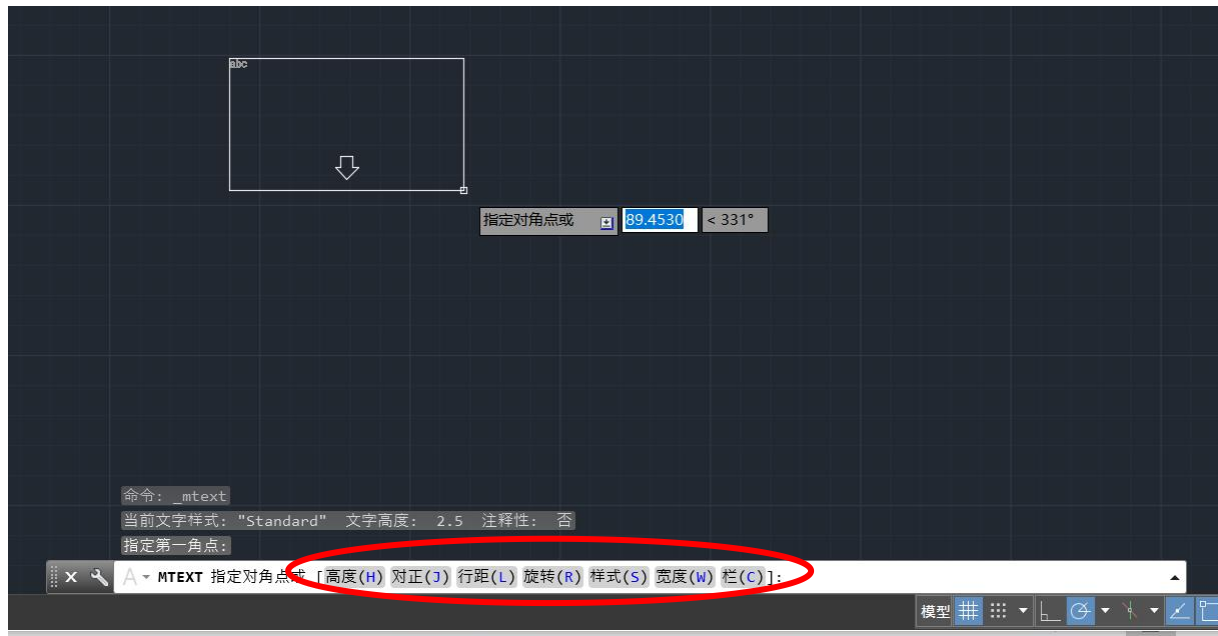 abc
指定对角点或 89.4530 < 331°
命令: _mtext
当前文字样式: "Standard" 文字高度: 2.5 注释性: 否
指定第一角点:
MTEXT 指定对角点或 [高度(H) 对正(J) 行距(L) 旋转(R) 样式(S) 宽度(W) 栏(C)]:
模型